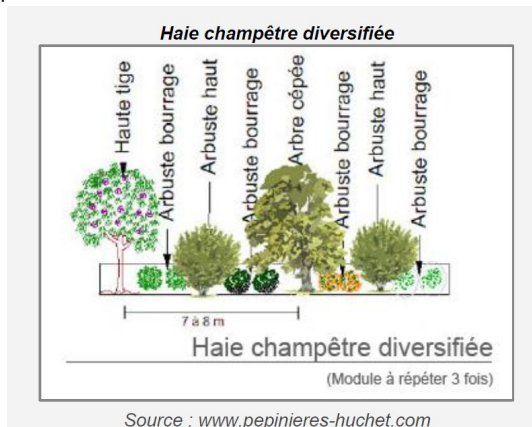 Haie champêtre diversifiée
Haute tige
Arbuste bourrage
Arbuste haut
Arbuste bourrage
Arbre cépée
Arbuste bourrage
Arbuste haut
Arbuste bourrage
7 à 8 m
Haie champêtre diversifiée
(Module à répéter 3 fois)
Source : www.pepinieres-huchet.com